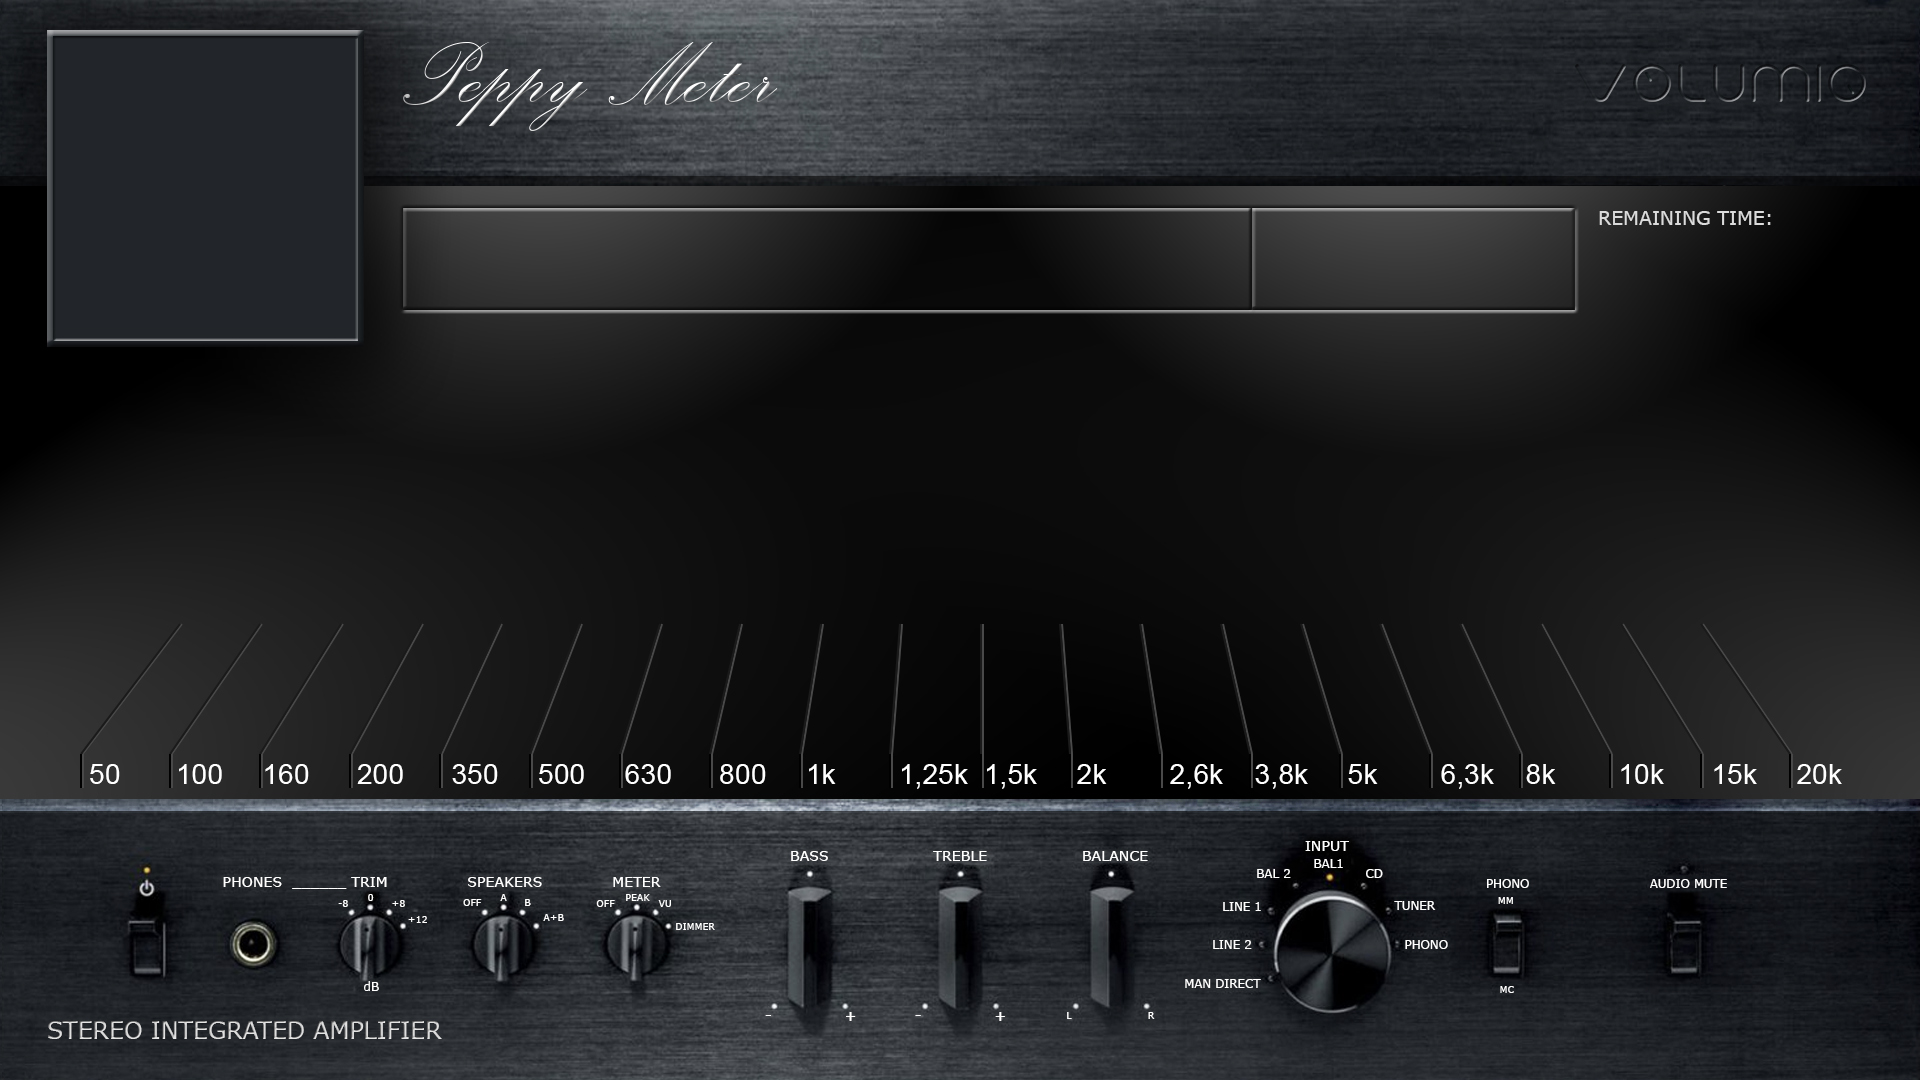 Peppy Meter
SOLUMIO
REMAINING TIME:
50 100 160 200 350 500 630 800 1k 1,25k 1,5k 2k 2,6k 3,8k 5k 6,3k 8k 10k 15k 20k
PHONES ______ TRIM
-8 0 +8 +12
dB
SPEAKERS
OFF A B A+B
METER
OFF PEAK VU DIMMER
BASS
− +
TREBLE
− +
BALANCE
L R
INPUT
BAL1
BAL 2 CD
LINE 1 TUNER
LINE 2 PHONO
MAN DIRECT
PHONO
MM
MC
AUDIO MUTE
STEREO INTEGRATED AMPLIFIER